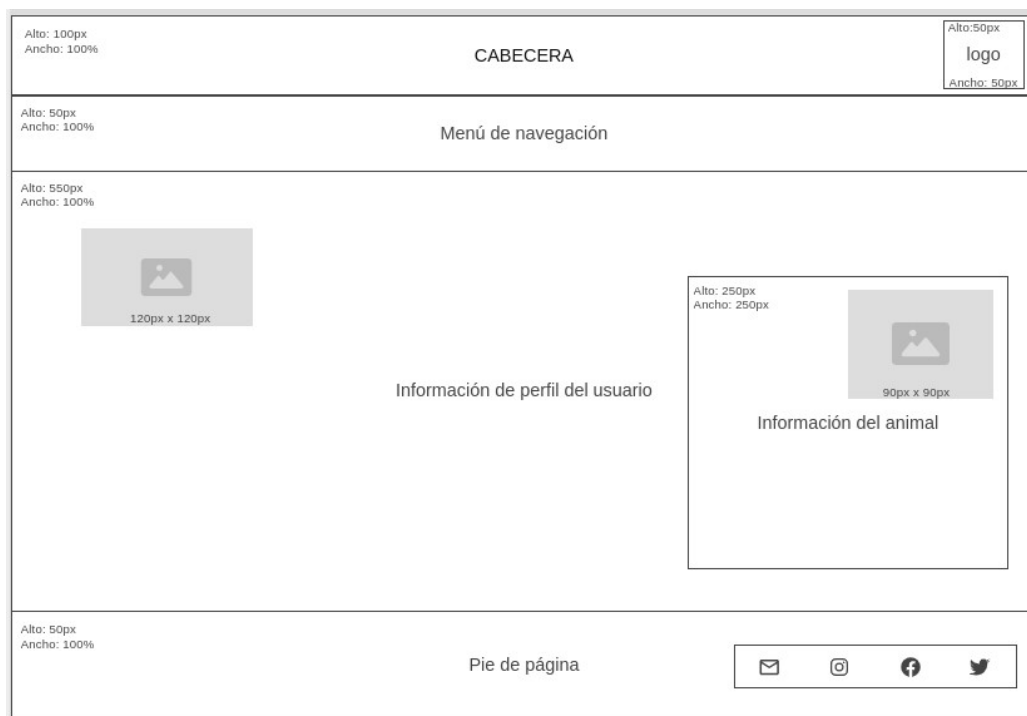 Alto: 100px
Ancho: 100%
CABECERA
Alto:50px
logo
Ancho: 50px
Alto: 50px
Ancho: 100%
Menú de navegación
Alto: 550px
Ancho: 100%
120px x 120px
Información de perfil del usuario
Alto: 250px
Ancho: 250px
90px x 90px
Información del animal
Alto: 50px
Ancho: 100%
Pie de página